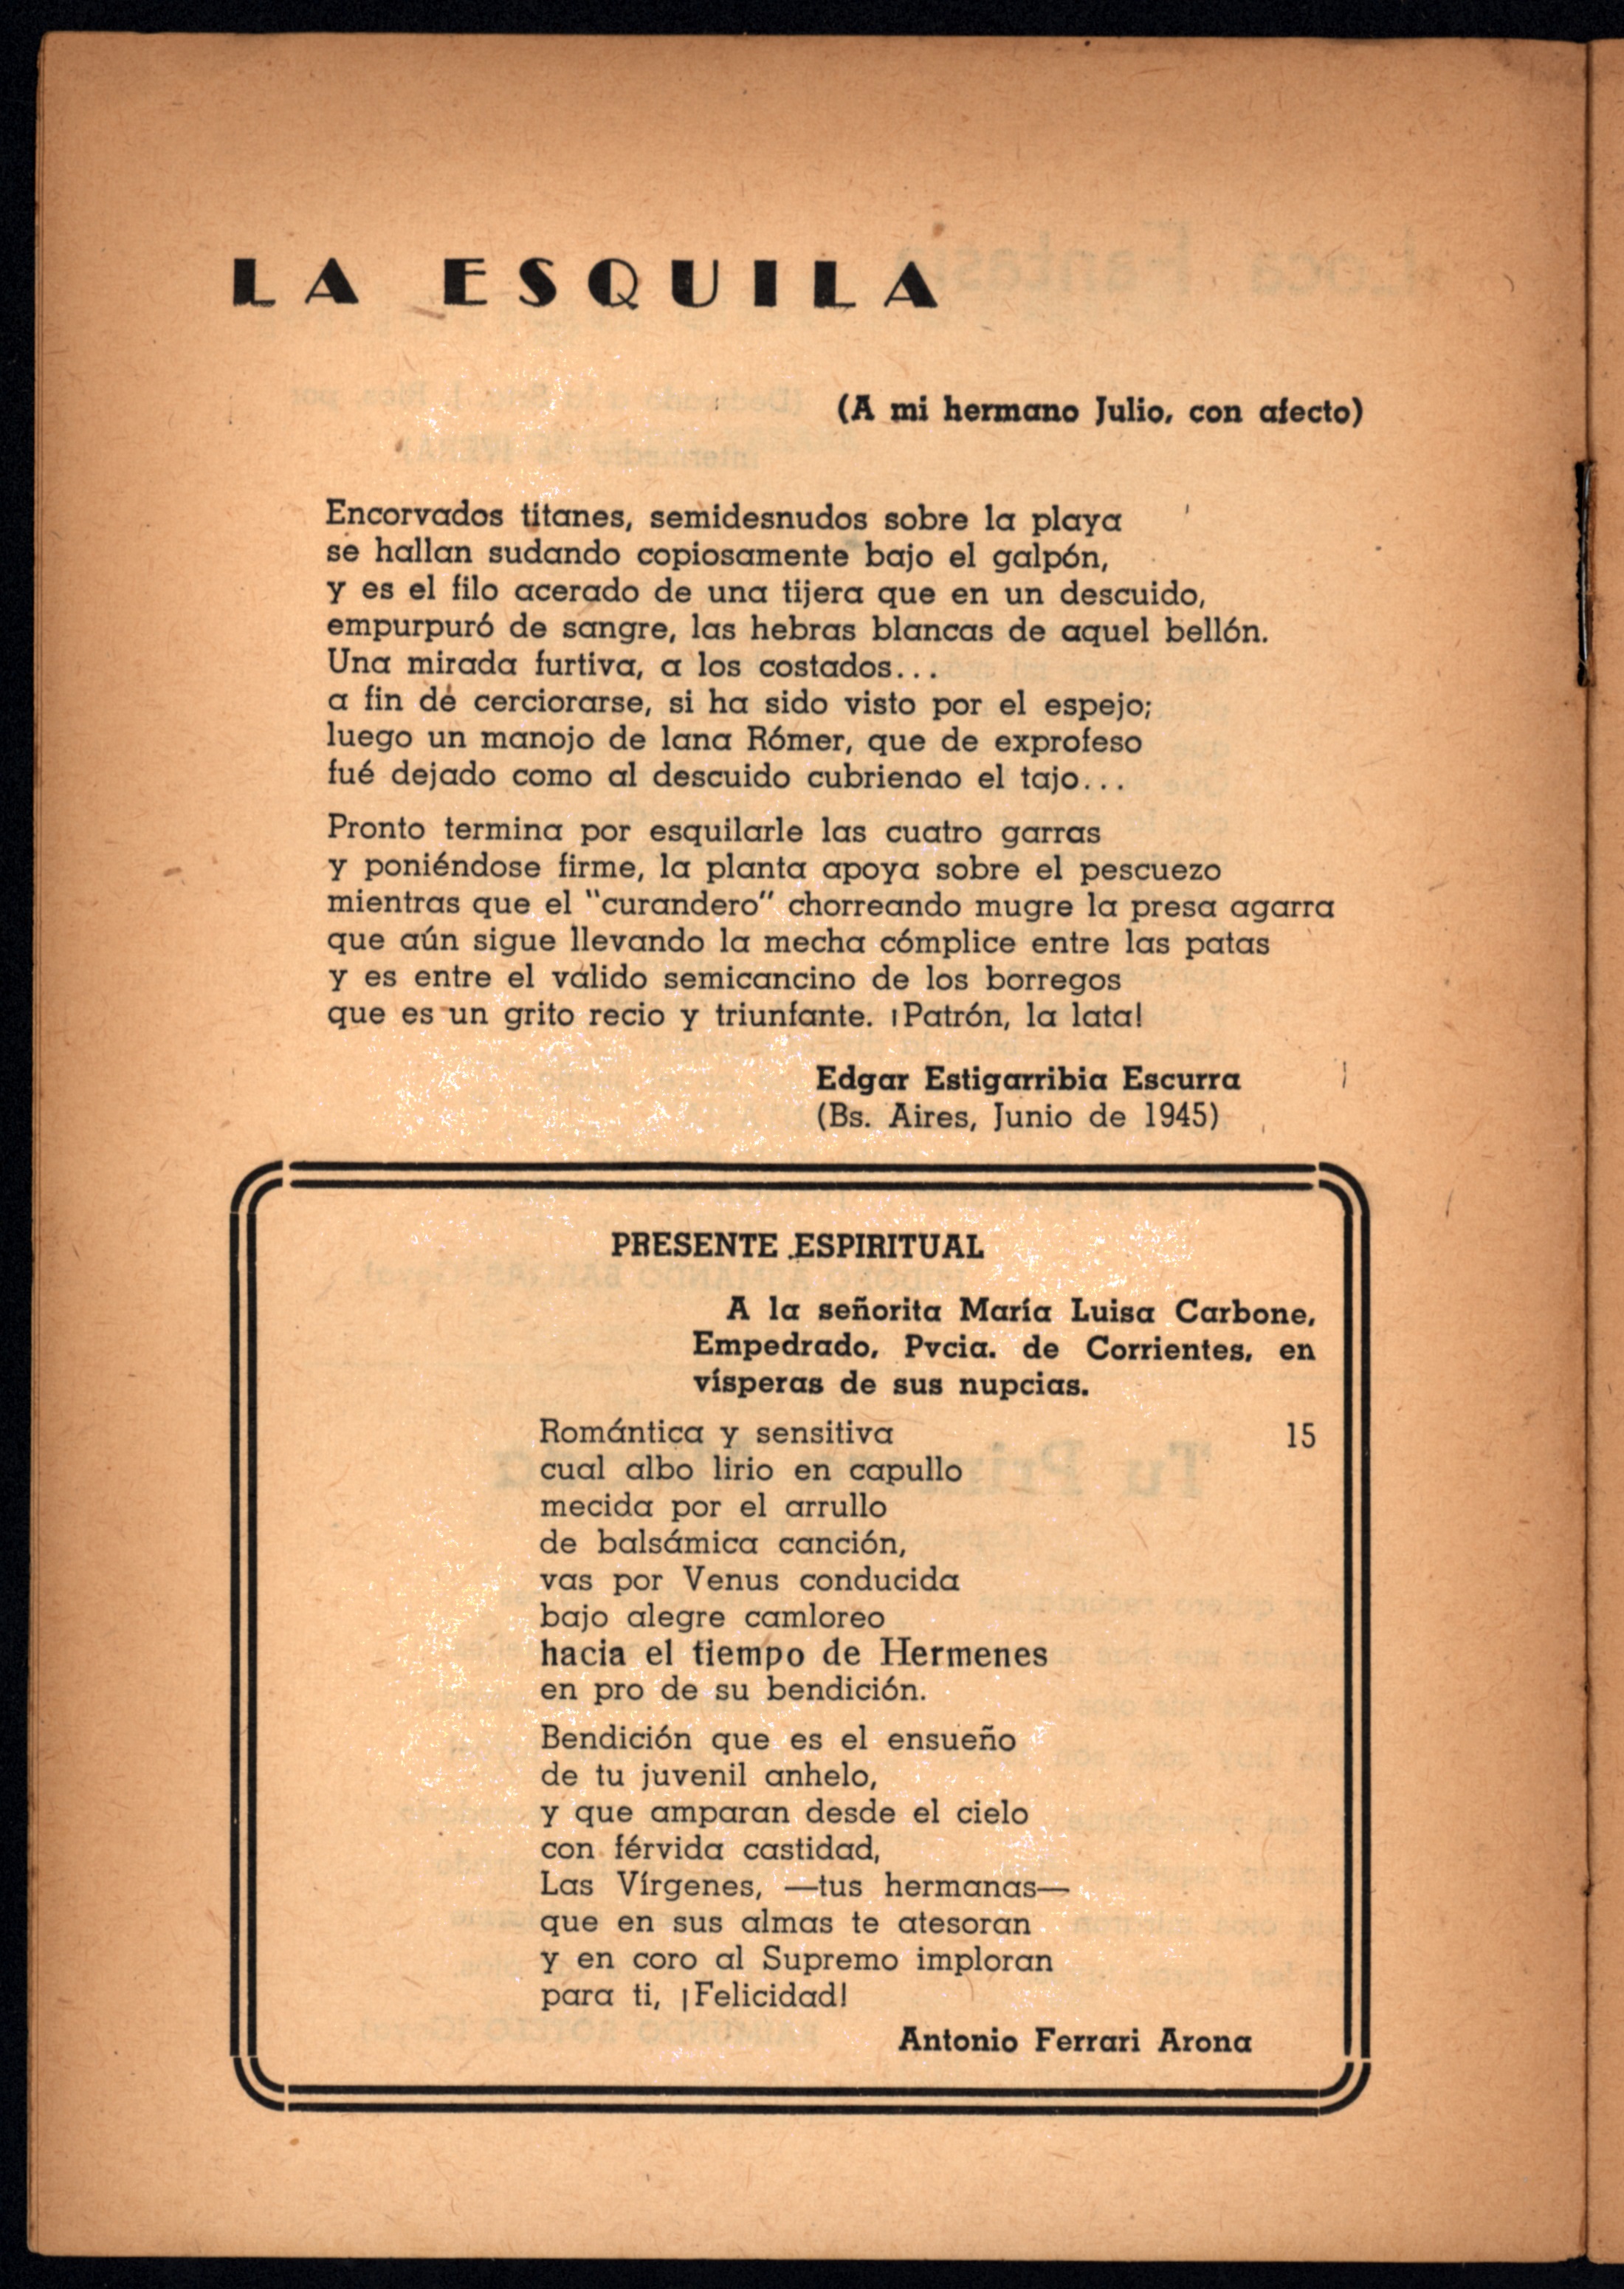 LA ESQUILA
(A mi hermano Julio, con afecto)
Encorvados titanes, semidesnudos sobre la playa
se hallan sudando copiosamente bajo el galpón,
y es el filo acerado de una tijera que en un descuido,
empurpuró de sangre, las hebras blancas de aquel bellón.
Una mirada furtiva, a los costados...
a fin de cerciorarse, si ha sido visto por el espejo;
luego un manojo de lana Rómer, que de exprofeso
fué dejado como al descuido cubriendo el tajo...
Pronto termina por esquilarle las cuatro garras
y poniéndose firme, la planta apoya sobre el pescuezo
mientras que el "curandero" chorreando mugre la presa agarra
que aún sigue llevando la mecha cómplice entre las patas
y es entre el valido semicancino de los borregos
que es un grito recio y triunfante. ¡Patrón, la lata!
Edgar Estigarribia Escurra
(Bs. Aires, Junio de 1945)
PRESENTE ESPIRITUAL
A la señorita María Luisa Carbone,
Empedrado, Pvcia. de Corrientes, en
vísperas de sus nupcias.
Romántica y sensitiva 15
cual albo lirio en capullo
mecida por el arrullo
de balsámica canción,
vas por Venus conducida
bajo alegre camloreo
hacia el tiempo de Hermenes
en pro de su bendición.
Bendición que es el ensueño
de tu juvenil anhelo,
y que amparan desde el cielo
con férvida castidad,
Las Vírgenes, —tus hermanas—
que en sus almas te atesoran
y en coro al Supremo imploran
para ti, ¡Felicidad!
Antonio Ferrari Arona